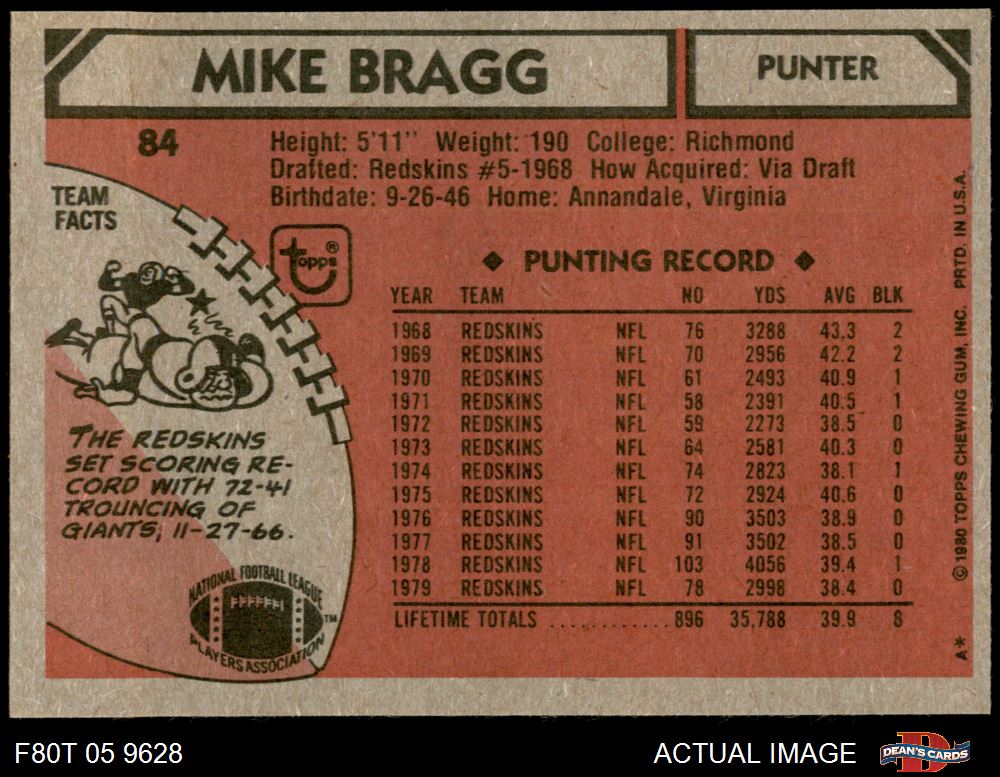 MIKE BRAGG
PUNTER
84
Height: 5'11" Weight: 190 College: Richmond
Drafted: Redskins #5-1968 How Acquired: Via Draft
Birthdate: 9-26-46 Home: Annandale, Virginia
TEAM
FACTS
topps®
◆ PUNTING RECORD ◆
YEAR TEAM NO YDS AVG BLK
1968 REDSKINS NFL 76 3288 43.3 2
1969 REDSKINS NFL 70 2956 42.2 2
1970 REDSKINS NFL 61 2493 40.9 1
1971 REDSKINS NFL 58 2391 40.5 1
1972 REDSKINS NFL 59 2273 38.5 0
1973 REDSKINS NFL 64 2581 40.3 0
1974 REDSKINS NFL 74 2823 38.1 1
1975 REDSKINS NFL 72 2924 40.6 0
1976 REDSKINS NFL 90 3503 38.9 0
1977 REDSKINS NFL 91 3502 38.5 0
1978 REDSKINS NFL 103 4056 39.4 1
1979 REDSKINS NFL 78 2998 38.4 0
LIFETIME TOTALS ............ 896 35,788 39.9 8
THE REDSKINS
SET SCORING RE-
CORD WITH 72-41
TROUNCING OF
GIANTS, 11-27-66.
NATIONAL FOOTBALL LEAGUE
PLAYERS ASSOCIATION
™
A* © 1980 TOPPS CHEWING GUM, INC. PRTD. IN U.S.A.
F80T 05 9628
ACTUAL IMAGE
DEAN'S CARDS